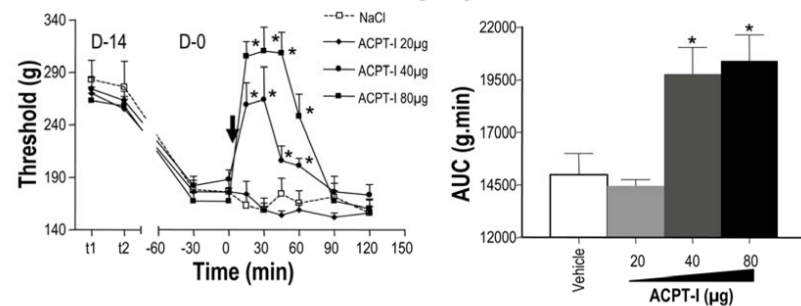 D-14
D-0
NaCl
ACPT-I 20µg
ACPT-I 40µg
ACPT-I 80µg
Threshold (g)
340
290
240
190
140
* * *
*
* *
* *
t1 t2 -60 -30 0 30 60 90 120 150
Time (min)
AUC (g.min)
22000
19500
17000
14500
12000
* *
Vehicle
20 40 80
ACPT-I (µg)